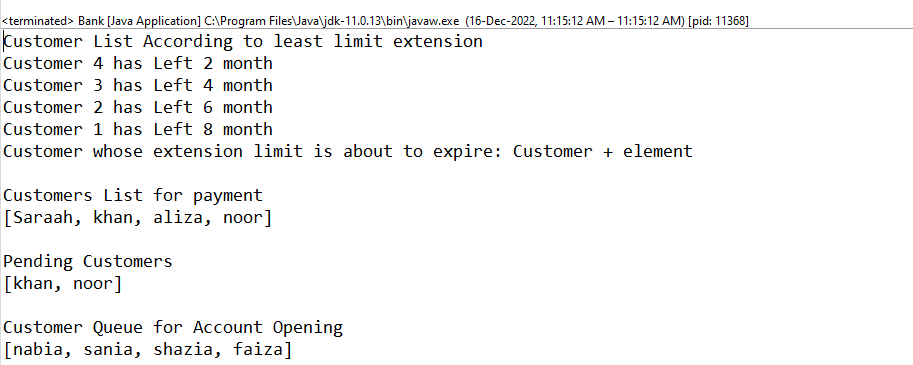 <terminated> Bank [Java Application] C:\Program Files\Java\jdk-11.0.13\bin\javaw.exe (16-Dec-2022, 11:15:12 AM – 11:15:12 AM) [pid: 11368]
Customer List According to least limit extension
Customer 4 has Left 2 month
Customer 3 has Left 4 month
Customer 2 has Left 6 month
Customer 1 has Left 8 month
Customer whose extension limit is about to expire: Customer + element
Customers List for payment
[Saraah, khan, aliza, noor]
Pending Customers
[khan, noor]
Customer Queue for Account Opening
[nabia, sania, shazia, faiza]